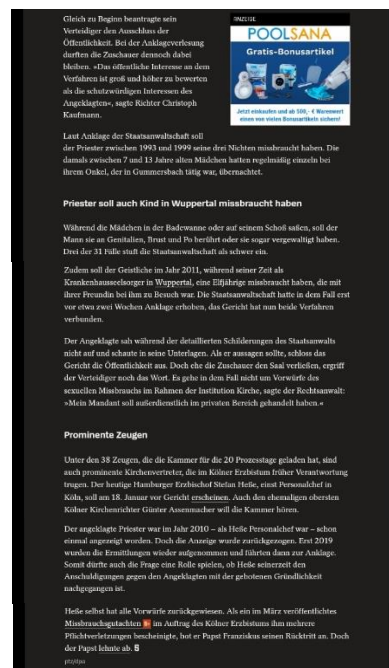 Gleich zu Beginn beantragte sein
Verteidiger den Ausschluss der
Öffentlichkeit. Bei der Anklageverlesung
durften die Zuschauer dennoch dabei
bleiben. »Das öffentliche Interesse an dem
Verfahren ist groß und höher zu bewerten
als die schutzwürdigen Interessen des
Angeklagten«, sagte Richter Christoph
Kaufmann.
ANZEIGE
POOLSANA
Gratis-Bonusartikel
Jetzt einkaufen und ab 500,- € Warenwert
einen von vielen Bonusartikeln sichern!
Laut Anklage der Staatsanwaltschaft soll
der Priester zwischen 1993 und 1999 seine drei Nichten missbraucht haben. Die
damals zwischen 7 und 13 Jahre alten Mädchen hatten regelmäßig einzeln bei
ihrem Onkel, der in Gummersbach tätig war, übernachtet.
Priester soll auch Kind in Wuppertal missbraucht haben
Während die Mädchen in der Badewanne oder auf seinem Schoß saßen, soll der
Mann sie an Genitalien, Brust und Po berührt oder sie sogar vergewaltigt haben.
Drei der 31 Fälle stuft die Staatsanwaltschaft als schwer ein.
Zudem soll der Geistliche im Jahr 2011, während seiner Zeit als
Krankenhausseelsorger in Wuppertal, eine Elfjährige missbraucht haben, die mit
ihrer Freundin bei ihm zu Besuch war. Die Staatsanwaltschaft hatte in dem Fall erst
vor etwa zwei Wochen Anklage erhoben, das Gericht hat nun beide Verfahren
verbunden.
Der Angeklagte sah während der detaillierten Schilderungen des Staatsanwalts
nicht auf und schaute in seine Unterlagen. Als er aussagen sollte, schloss das
Gericht die Öffentlichkeit aus. Doch ehe die Zuschauer den Saal verließen, ergriff
der Verteidiger noch das Wort. Es gehe in dem Fall nicht um Vorwürfe des
sexuellen Missbrauchs im Rahmen der Institution Kirche, sagte der Rechtsanwalt:
»Mein Mandant soll außerdienstlich im privaten Bereich gehandelt haben.«
Prominente Zeugen
Unter den 38 Zeugen, die die Kammer für die 20 Prozesstage geladen hat, sind
auch prominente Kirchenvertreter, die im Kölner Erzbistum früher Verantwortung
trugen. Der heutige Hamburger Erzbischof Stefan Heße, einst Personalchef in
Köln, soll am 18. Januar vor Gericht erscheinen. Auch den ehemaligen obersten
Kölner Kirchenrichter Günter Assenmacher will die Kammer hören.
Der angeklagte Priester war im Jahr 2010 – als Heße Personalchef war – schon
einmal angezeigt worden. Doch die Anzeige wurde zurückgezogen. Erst 2019
wurden die Ermittlungen wieder aufgenommen und führten dann zur Anklage.
Somit dürfte auch die Frage eine Rolle spielen, ob Heße seinerzeit den
Anschuldigungen gegen den Angeklagten mit der gebotenen Gründlichkeit
nachgegangen ist.
Heße selbst hat alle Vorwürfe zurückgewiesen. Als ein im März veröffentlichtes
Missbrauchsgutachten im Auftrag des Kölner Erzbistums ihm mehrere
Pflichtverletzungen bescheinigte, bot er Papst Franziskus seinen Rücktritt an. Doch
der Papst lehnte ab. S
ptz/dpa